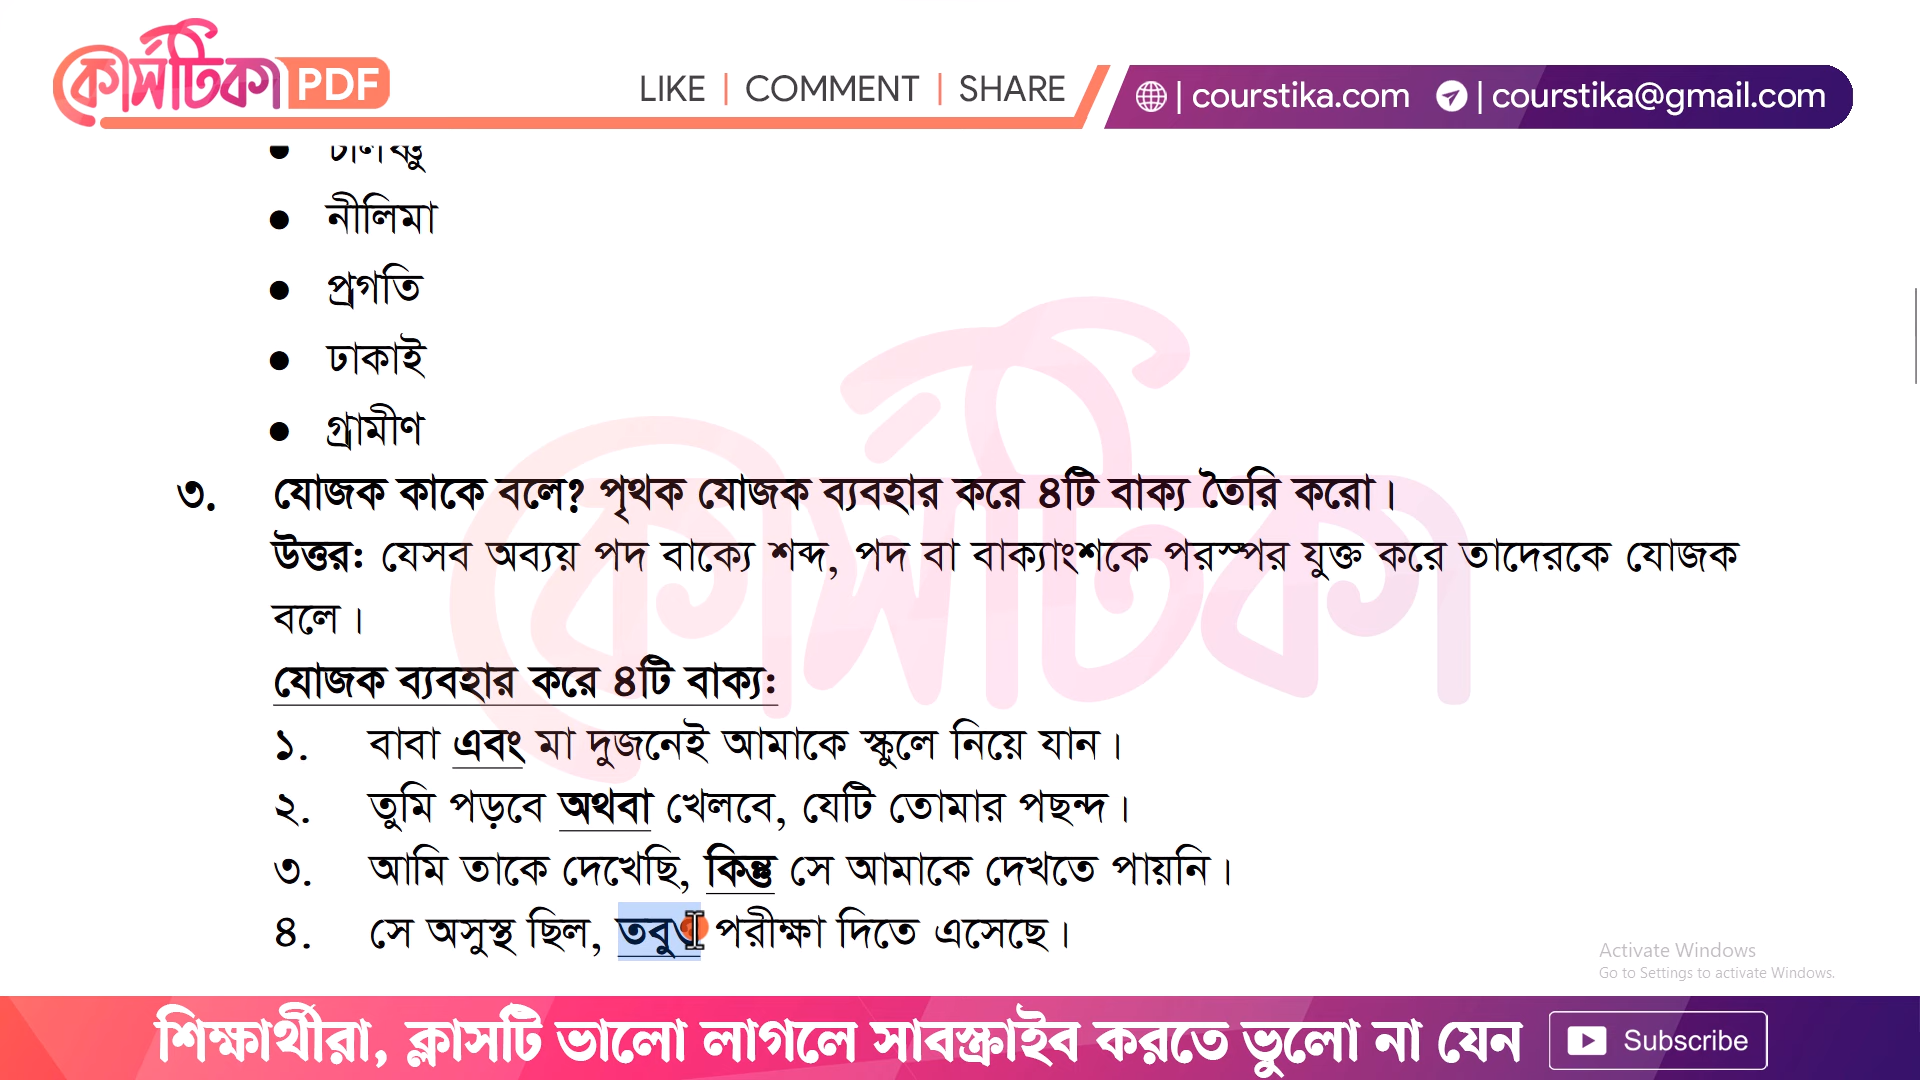 কোর্সটিকা PDF
LIKE | COMMENT | SHARE
| courstika.com | courstika@gmail.com
• নীলিমা
• প্রগতি
• ঢাকাই
• গ্রামীণ
৩. যোজক কাকে বলে? পৃথক যোজক ব্যবহার করে ৪টি বাক্য তৈরি করো।
উত্তর: যেসব অব্যয় পদ বাক্যে শব্দ, পদ বা বাক্যাংশকে পরস্পর যুক্ত করে তাদেরকে যোজক
বলে।
যোজক ব্যবহার করে ৪টি বাক্য:
১. বাবা এবং মা দুজনেই আমাকে স্কুলে নিয়ে যান।
২. তুমি পড়বে অথবা খেলবে, যেটি তোমার পছন্দ।
৩. আমি তাকে দেখেছি, কিন্তু সে আমাকে দেখতে পায়নি।
৪. সে অসুস্থ ছিল, তবুও পরীক্ষা দিতে এসেছে।
কোর্সটিকা
Activate Windows
Go to Settings to activate Windows.
শিক্ষার্থীরা, ক্লাসটি ভালো লাগলে সাবস্ক্রাইব করতে ভুলো না যেন
Subscribe